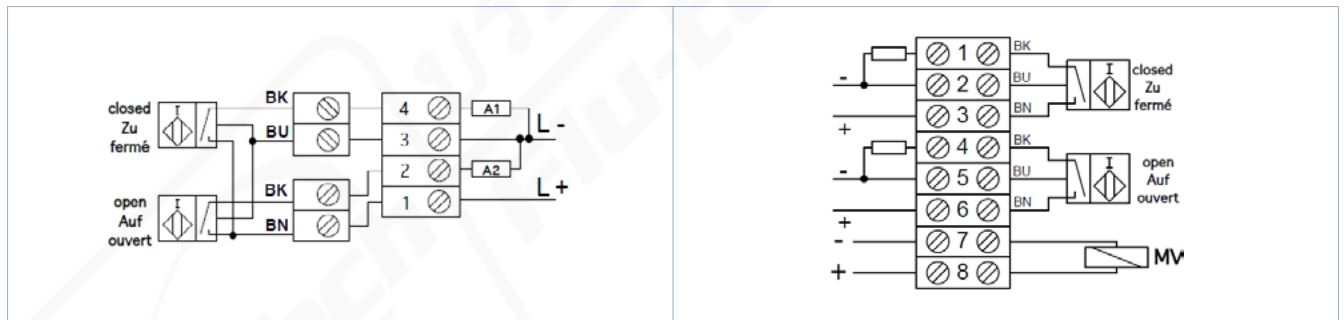 closed
Zu
fermé
open
Auf
ouvert
BK
BU
BK
BN
4
3
2
1
A1
A2
L -
L +
-
+
-
+
-
+
1
2
3
4
5
6
7
8
BK
BU
BN
BK
BU
BN
closed
Zu
fermé
open
Auf
ouvert
MV